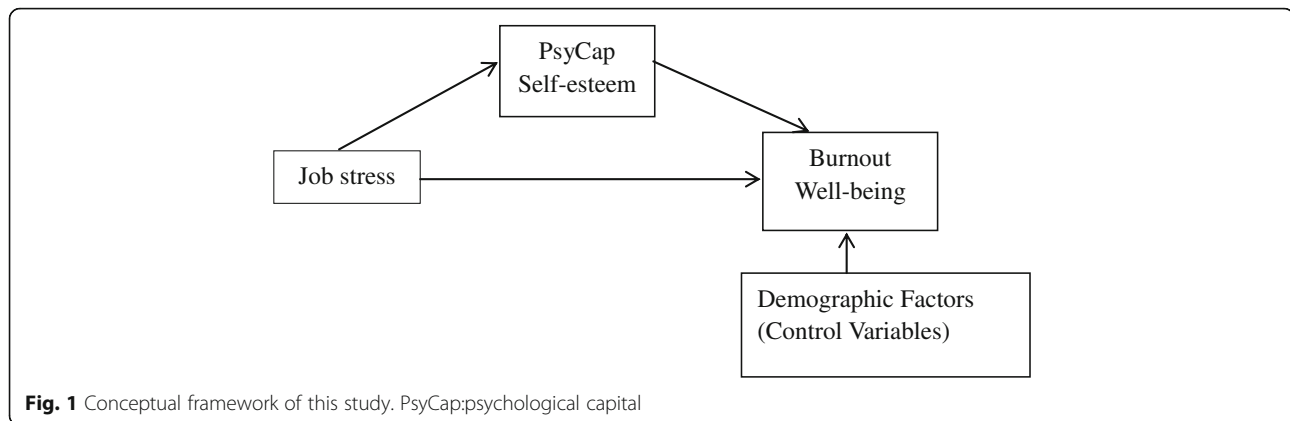 PsyCap
Self-esteem
Job stress
Burnout
Well-being
Demographic Factors
(Control Variables)
Fig. 1 Conceptual framework of this study. PsyCap:psychological capital